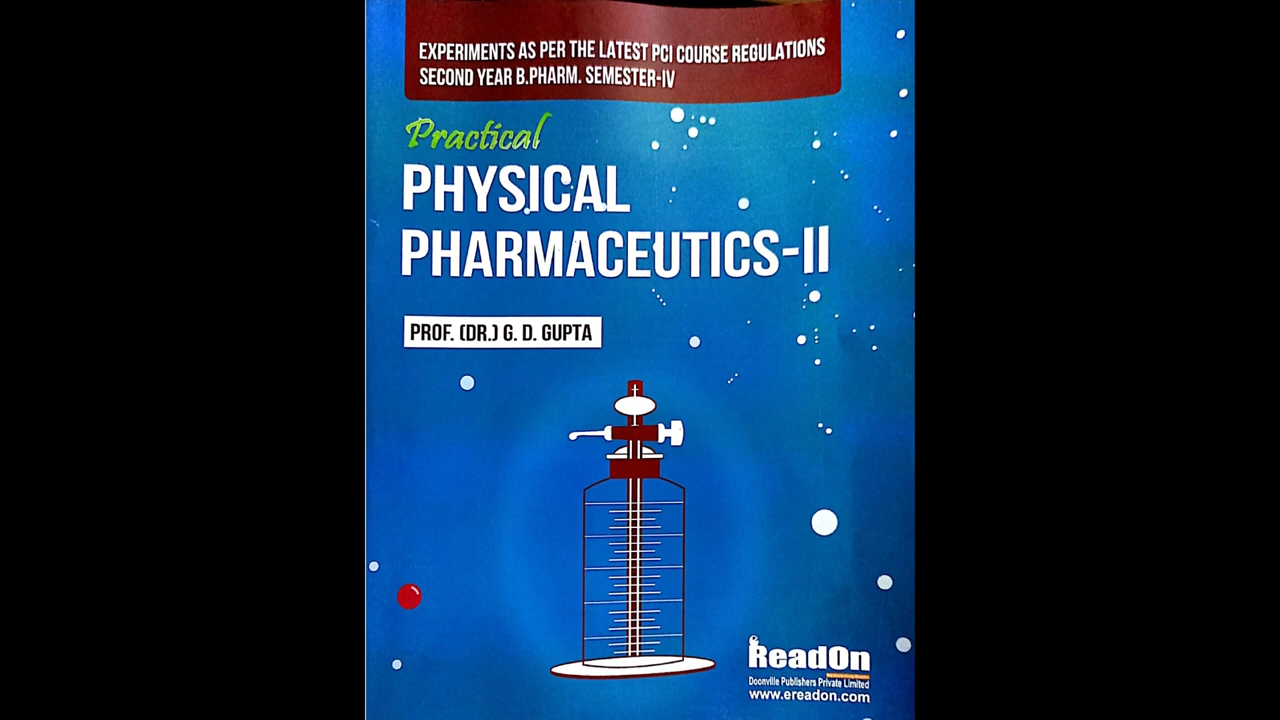 EXPERIMENTS AS PER THE LATEST PCI COURSE REGULATIONS
SECOND YEAR B.PHARM. SEMESTER-IV
Practical
PHYSICAL
PHARMACEUTICS-II
PROF. (DR.) G. D. GUPTA
ReadOn
Doonville Publishers Private Limited
www.ereadon.com